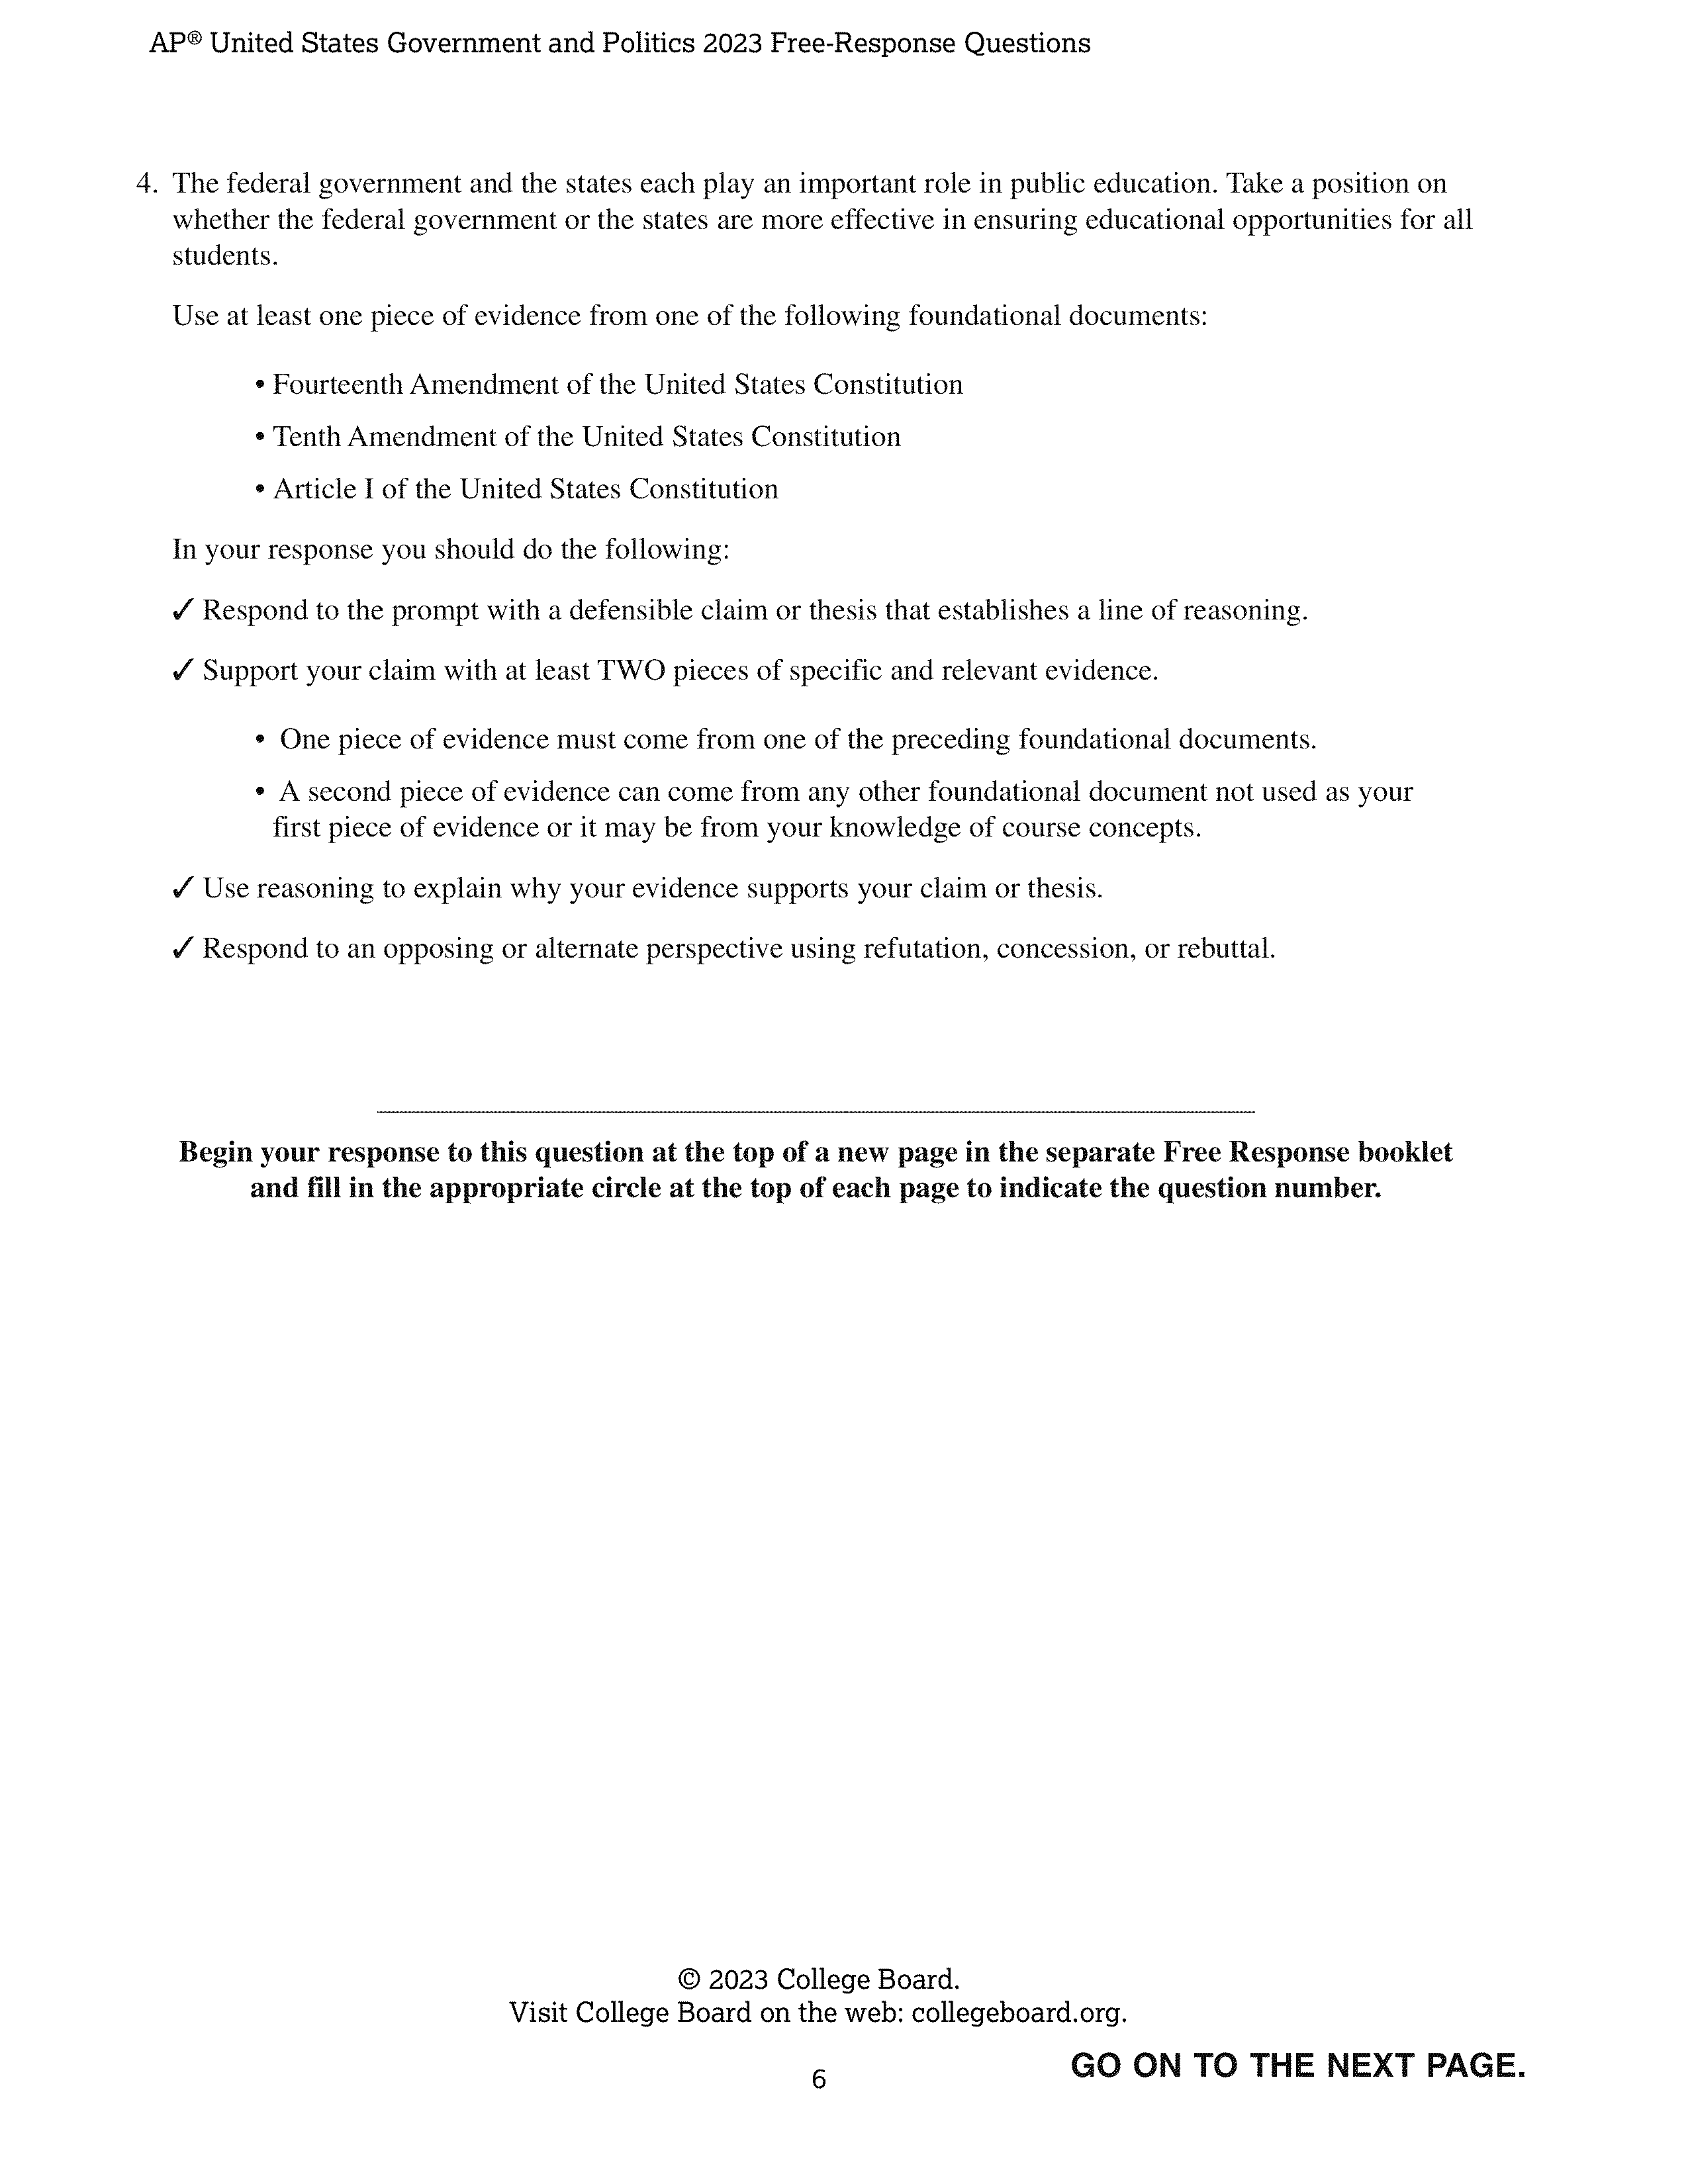 AP® United States Government and Politics 2023 Free-Response Questions
4. The federal government and the states each play an important role in public education. Take a position on
whether the federal government or the states are more effective in ensuring educational opportunities for all
students.
Use at least one piece of evidence from one of the following foundational documents:
• Fourteenth Amendment of the United States Constitution
• Tenth Amendment of the United States Constitution
• Article I of the United States Constitution
In your response you should do the following:
✓ Respond to the prompt with a defensible claim or thesis that establishes a line of reasoning.
✓ Support your claim with at least TWO pieces of specific and relevant evidence.
• One piece of evidence must come from one of the preceding foundational documents.
• A second piece of evidence can come from any other foundational document not used as your
first piece of evidence or it may be from your knowledge of course concepts.
✓ Use reasoning to explain why your evidence supports your claim or thesis.
✓ Respond to an opposing or alternate perspective using refutation, concession, or rebuttal.
Begin your response to this question at the top of a new page in the separate Free Response booklet
and fill in the appropriate circle at the top of each page to indicate the question number.
© 2023 College Board.
Visit College Board on the web: collegeboard.org.
GO ON TO THE NEXT PAGE.
6